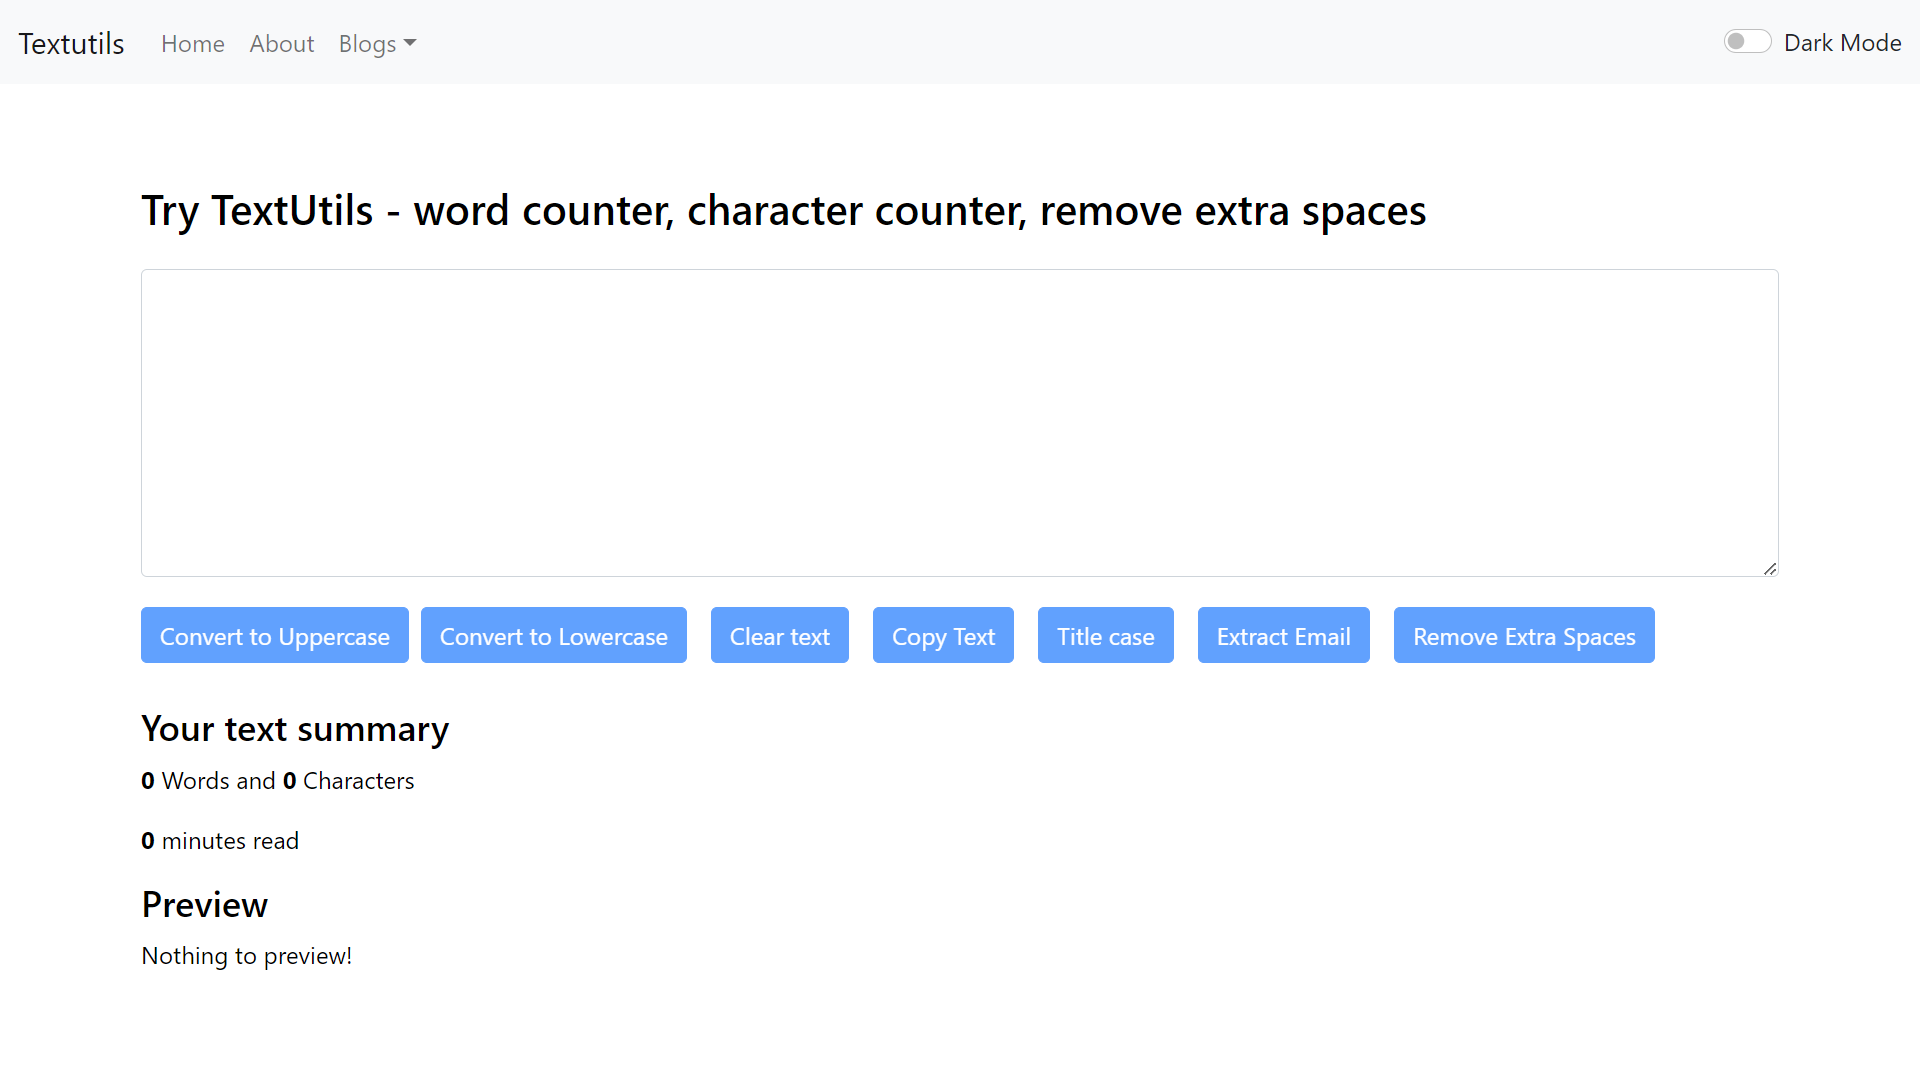 Textutils Home About Blogs Dark Mode
Try TextUtils - word counter, character counter, remove extra spaces
Convert to Uppercase Convert to Lowercase Clear text Copy Text Title case Extract Email Remove Extra Spaces
Your text summary
0 Words and 0 Characters
0 minutes read
Preview
Nothing to preview!